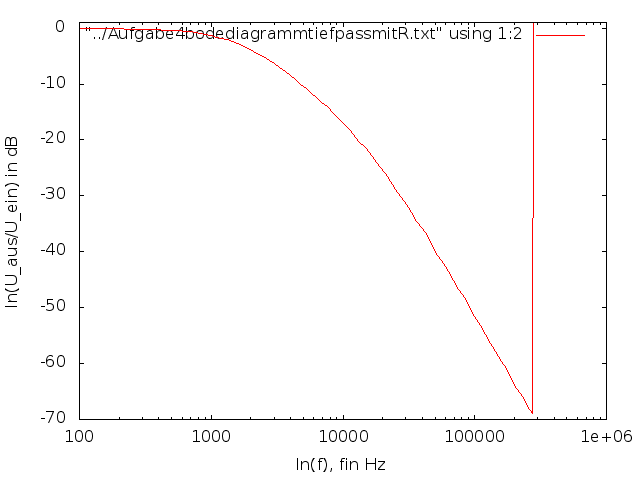 "../Aufgabe4bodediagrammtiefpassmitR.txt" using 1:2
0
-10
-20
-30
-40
-50
-60
-70
ln(U_aus/U_ein) in dB
100 1000 10000 100000 1e+06
ln(f), fin Hz